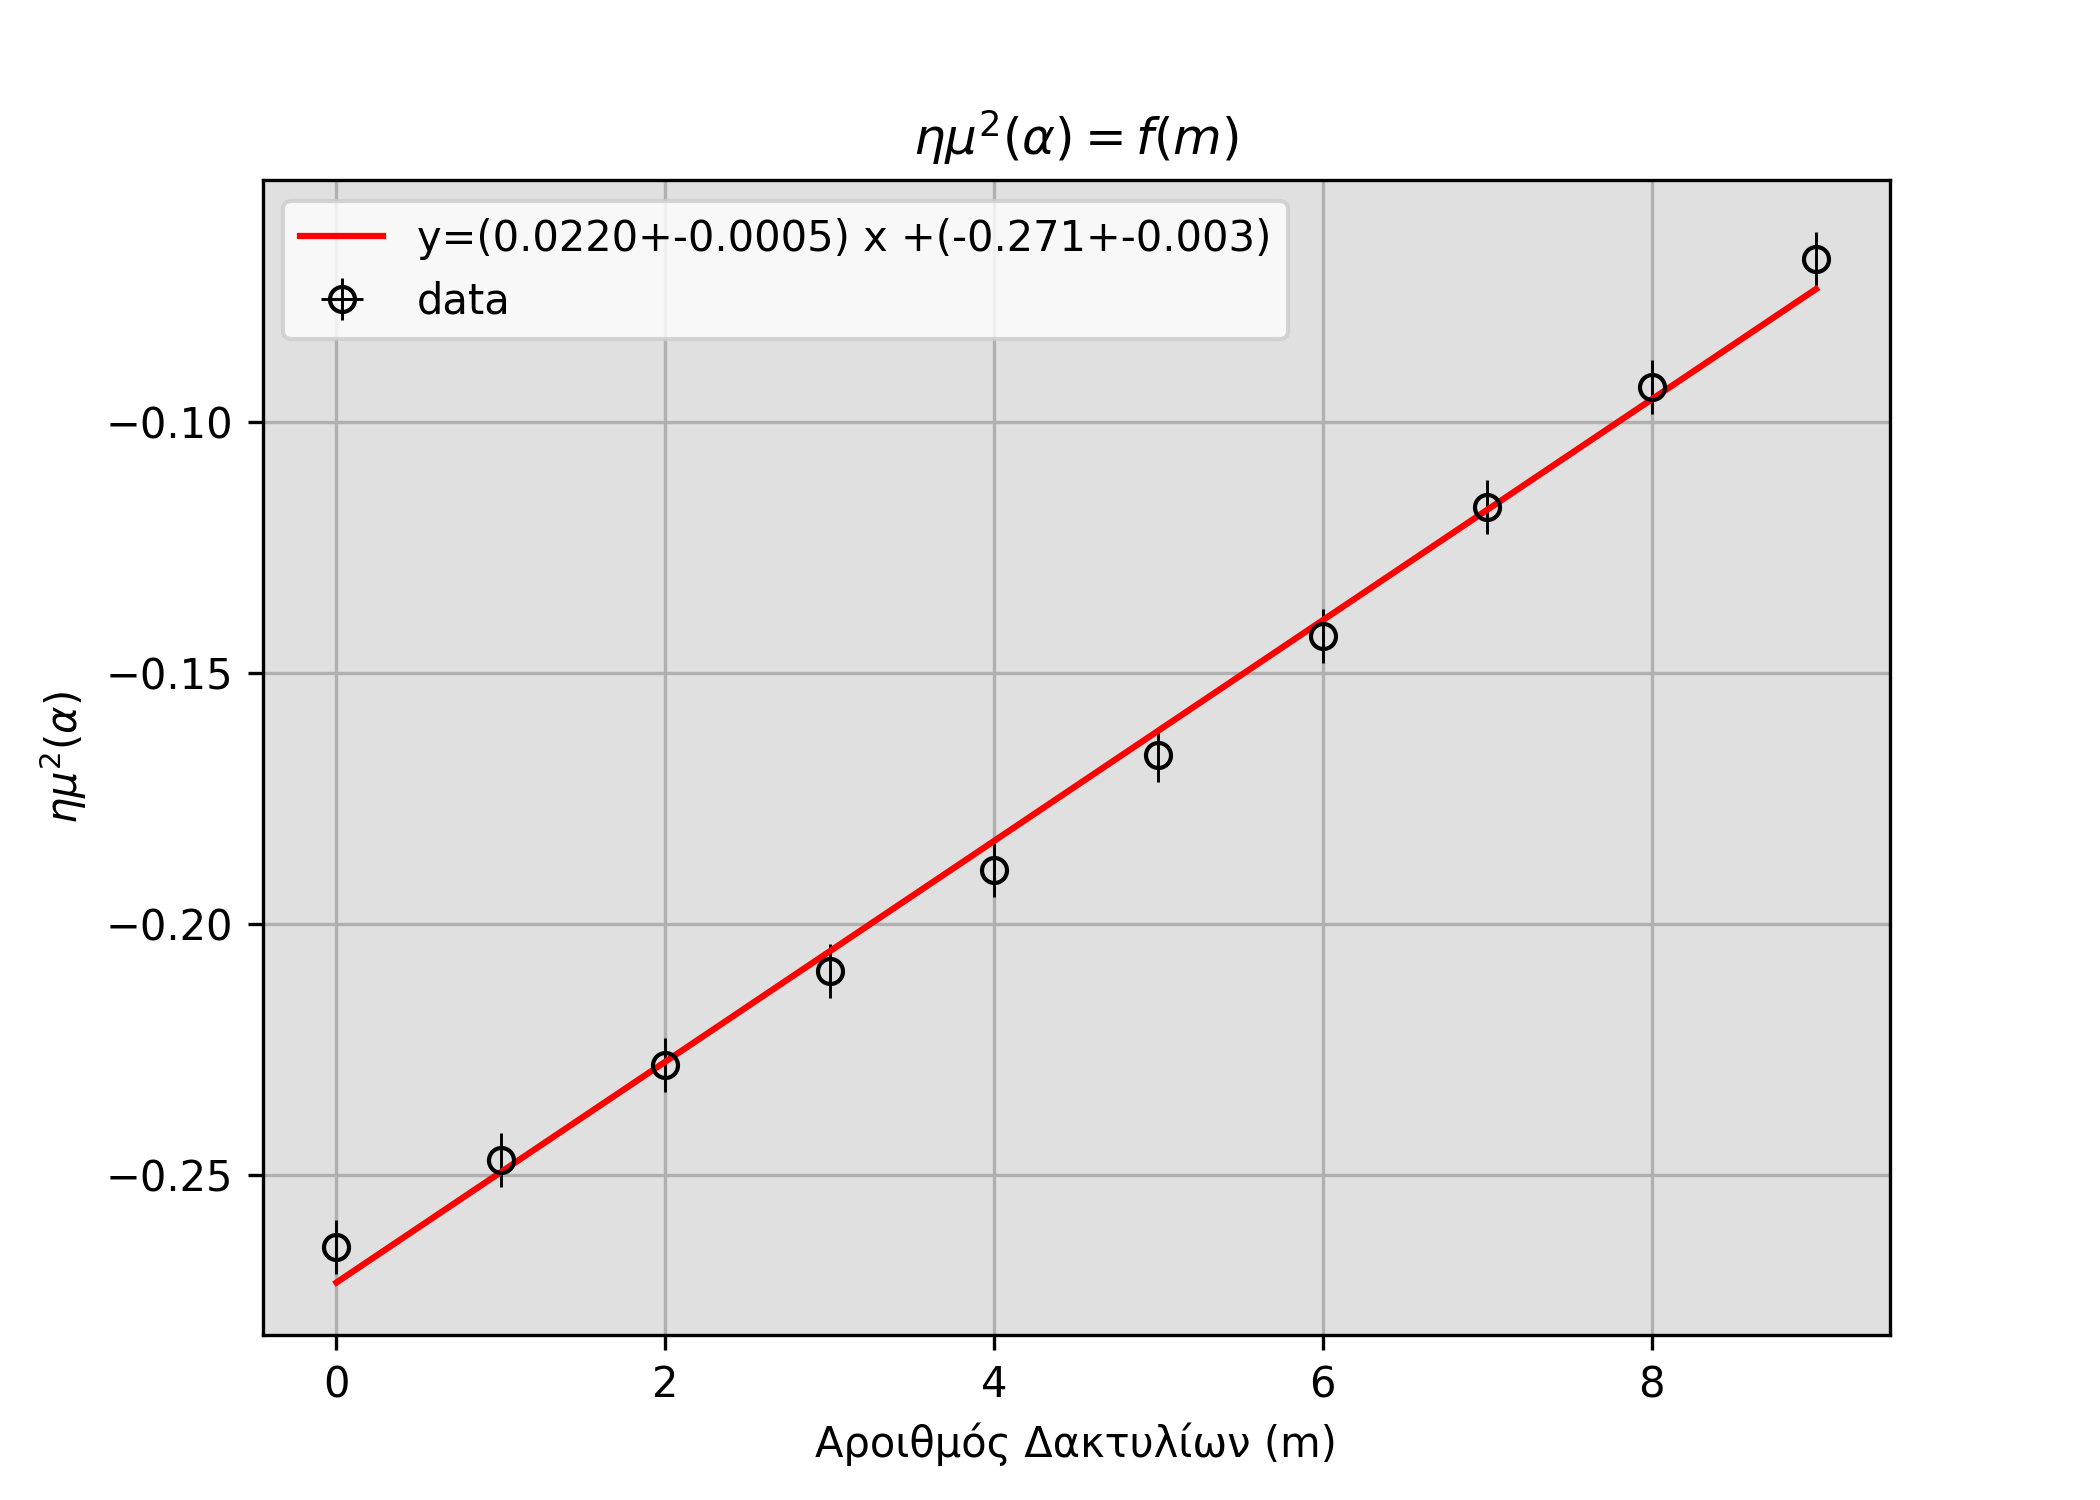 ημ²(α) = f(m)
y=(0.0220+-0.0005) x +(-0.271+-0.003)
data
ημ²(α)
−0.10
−0.15
−0.20
−0.25
0 2 4 6 8
Αροιθμός Δακτυλίων (m)